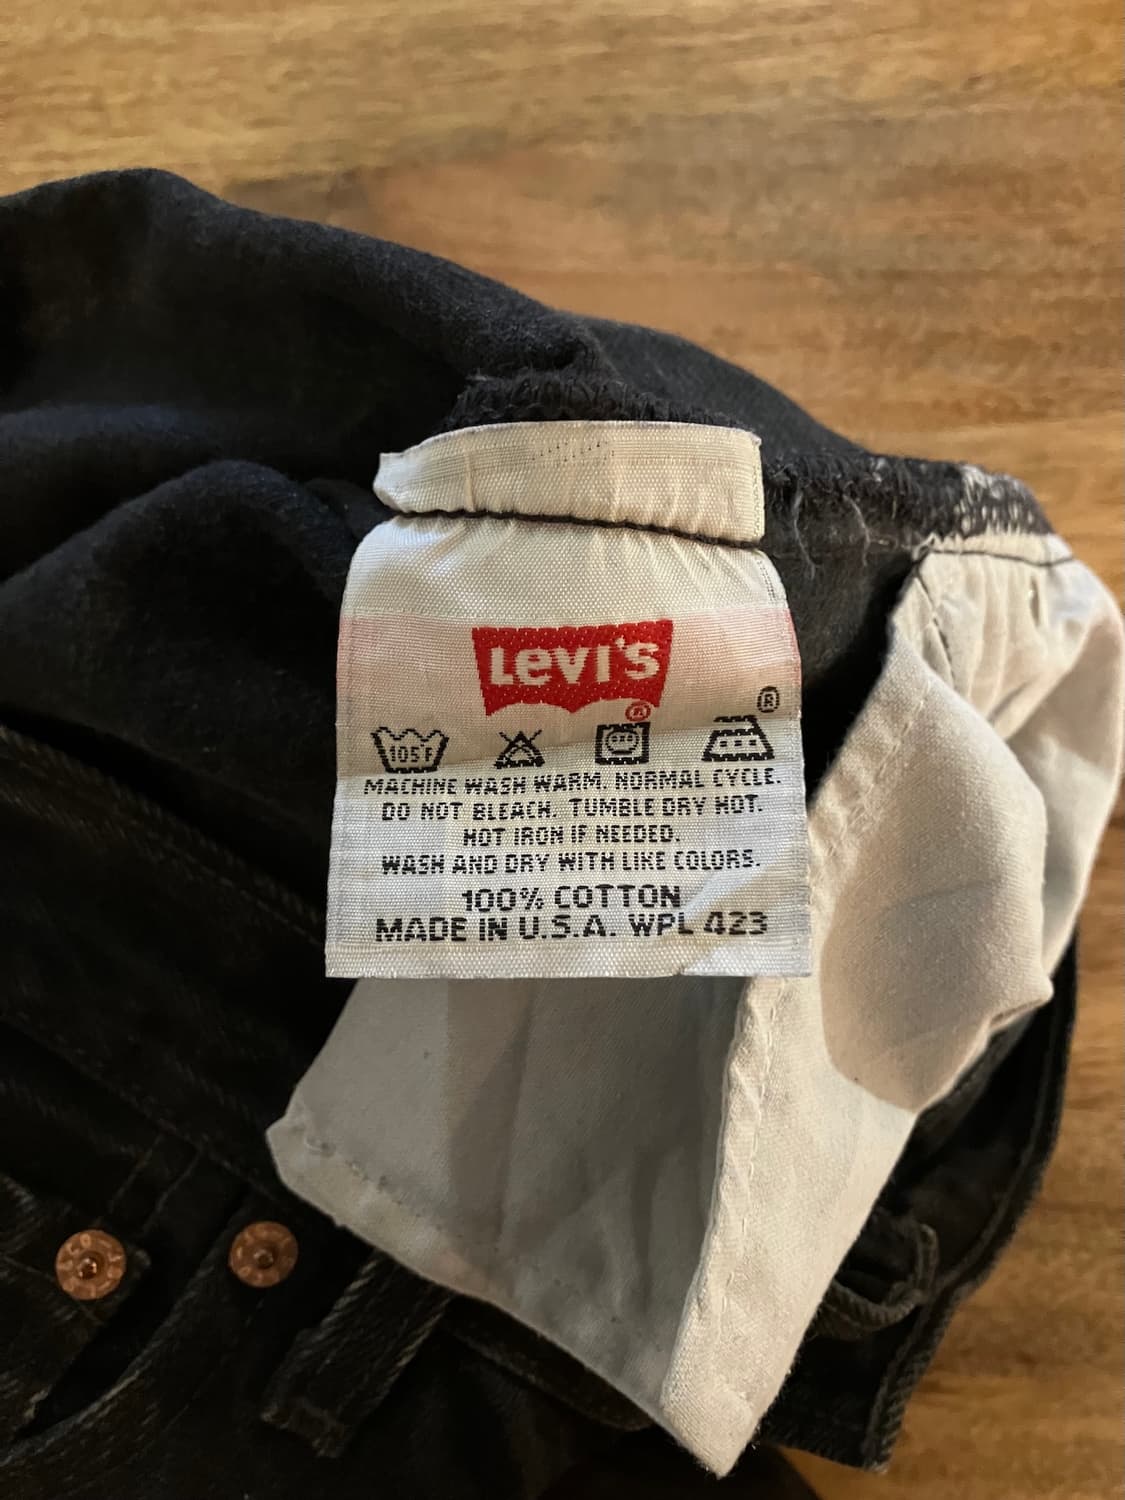 LEVI'S
®
®
105°F
MACHINE WASH WARM. NORMAL CYCLE.
DO NOT BLEACH. TUMBLE DRY HOT.
HOT IRON IF NEEDED.
WASH AND DRY WITH LIKE COLORS.
100% COTTON
MADE IN U.S.A. WPL 423